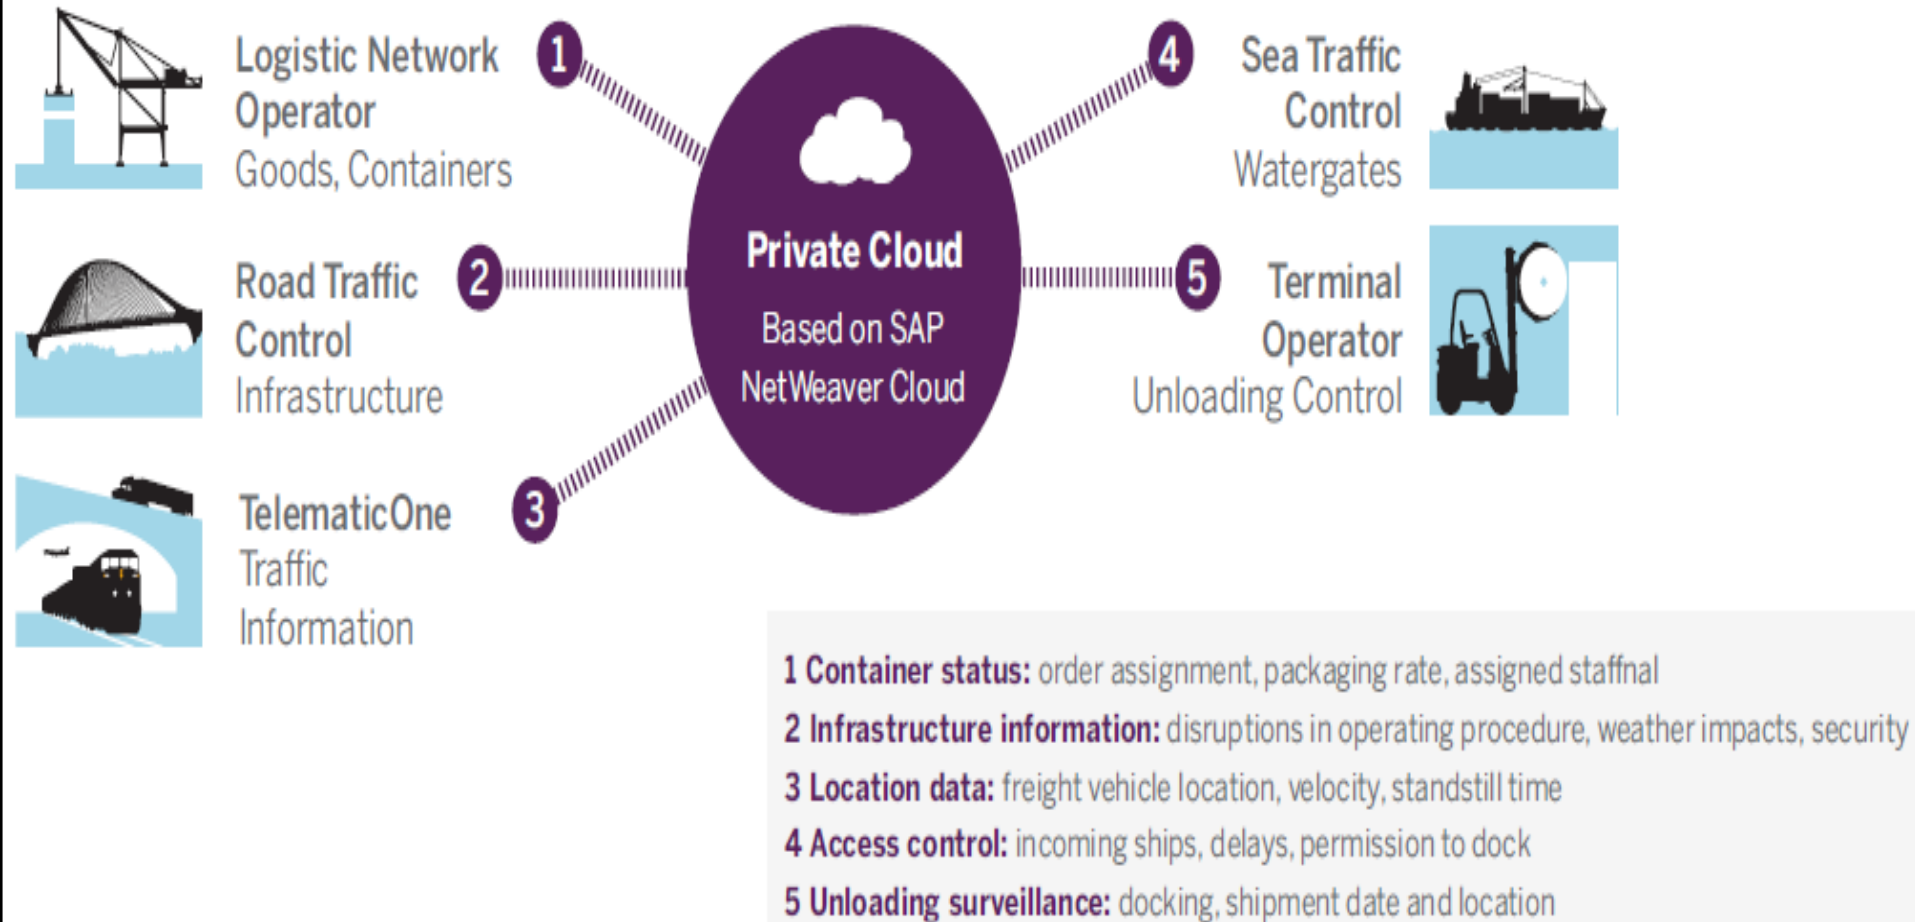 Logistic Network
Operator
Goods, Containers
1
Road Traffic
Control
Infrastructure
2
TelematicOne
Traffic
Information
3
Private Cloud
Based on SAP
NetWeaver Cloud
4
Sea Traffic
Control
Watergates
5
Terminal
Operator
Unloading Control
1 Container status: order assignment, packaging rate, assigned staffnal
2 Infrastructure information: disruptions in operating procedure, weather impacts, security
3 Location data: freight vehicle location, velocity, standstill time
4 Access control: incoming ships, delays, permission to dock
5 Unloading surveillance: docking, shipment date and location